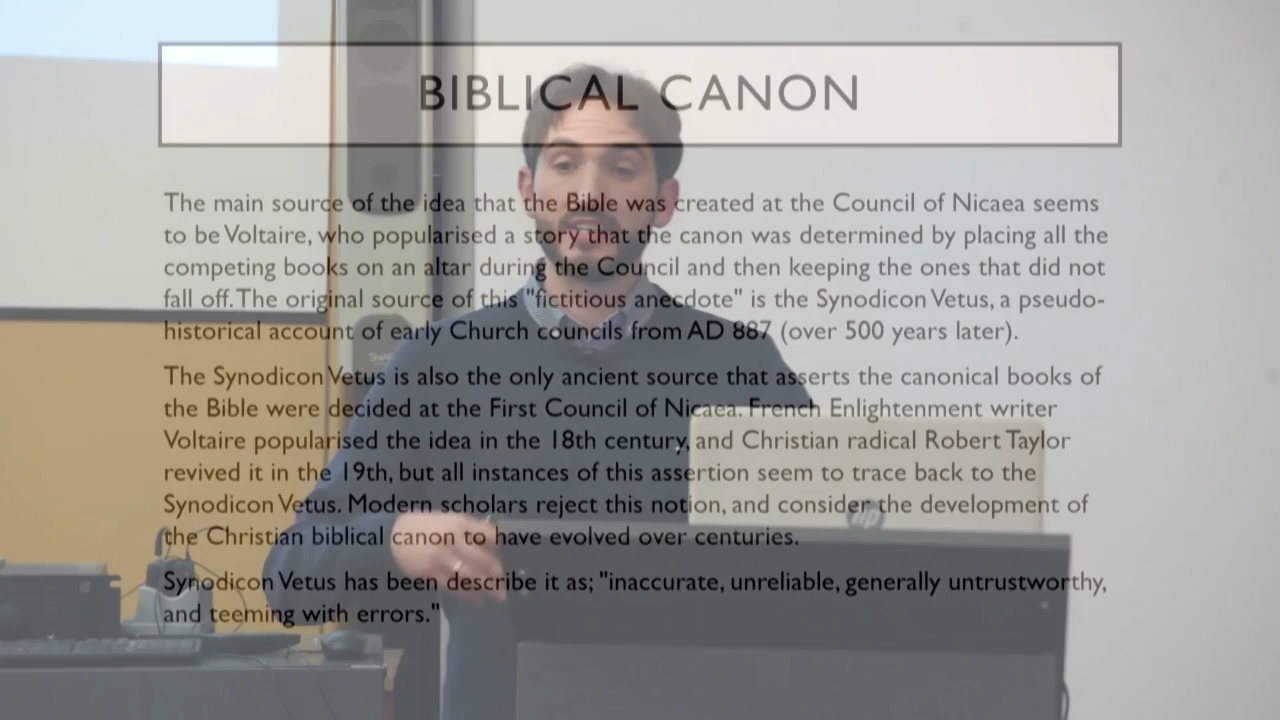 BIBLICAL CANON
The main source of the idea that the Bible was created at the Council of Nicaea seems
to be Voltaire, who popularised a story that the canon was determined by placing all the
competing books on an altar during the Council and then keeping the ones that did not
fall off. The original source of this "fictitious anecdote" is the Synodicon Vetus, a pseudo-
historical account of early Church councils from AD 887 (over 500 years later).
The Synodicon Vetus is also the only ancient source that asserts the canonical books of
the Bible were decided at the First Council of Nicaea. French Enlightenment writer
Voltaire popularised the idea in the 18th century, and Christian radical Robert Taylor
revived it in the 19th, but all instances of this assertion seem to trace back to the
Synodicon Vetus. Modern scholars reject this notion, and consider the development of
the Christian biblical canon to have evolved over centuries.
Synodicon Vetus has been describe it as; "inaccurate, unreliable, generally untrustworthy,
and teeming with errors."
hp